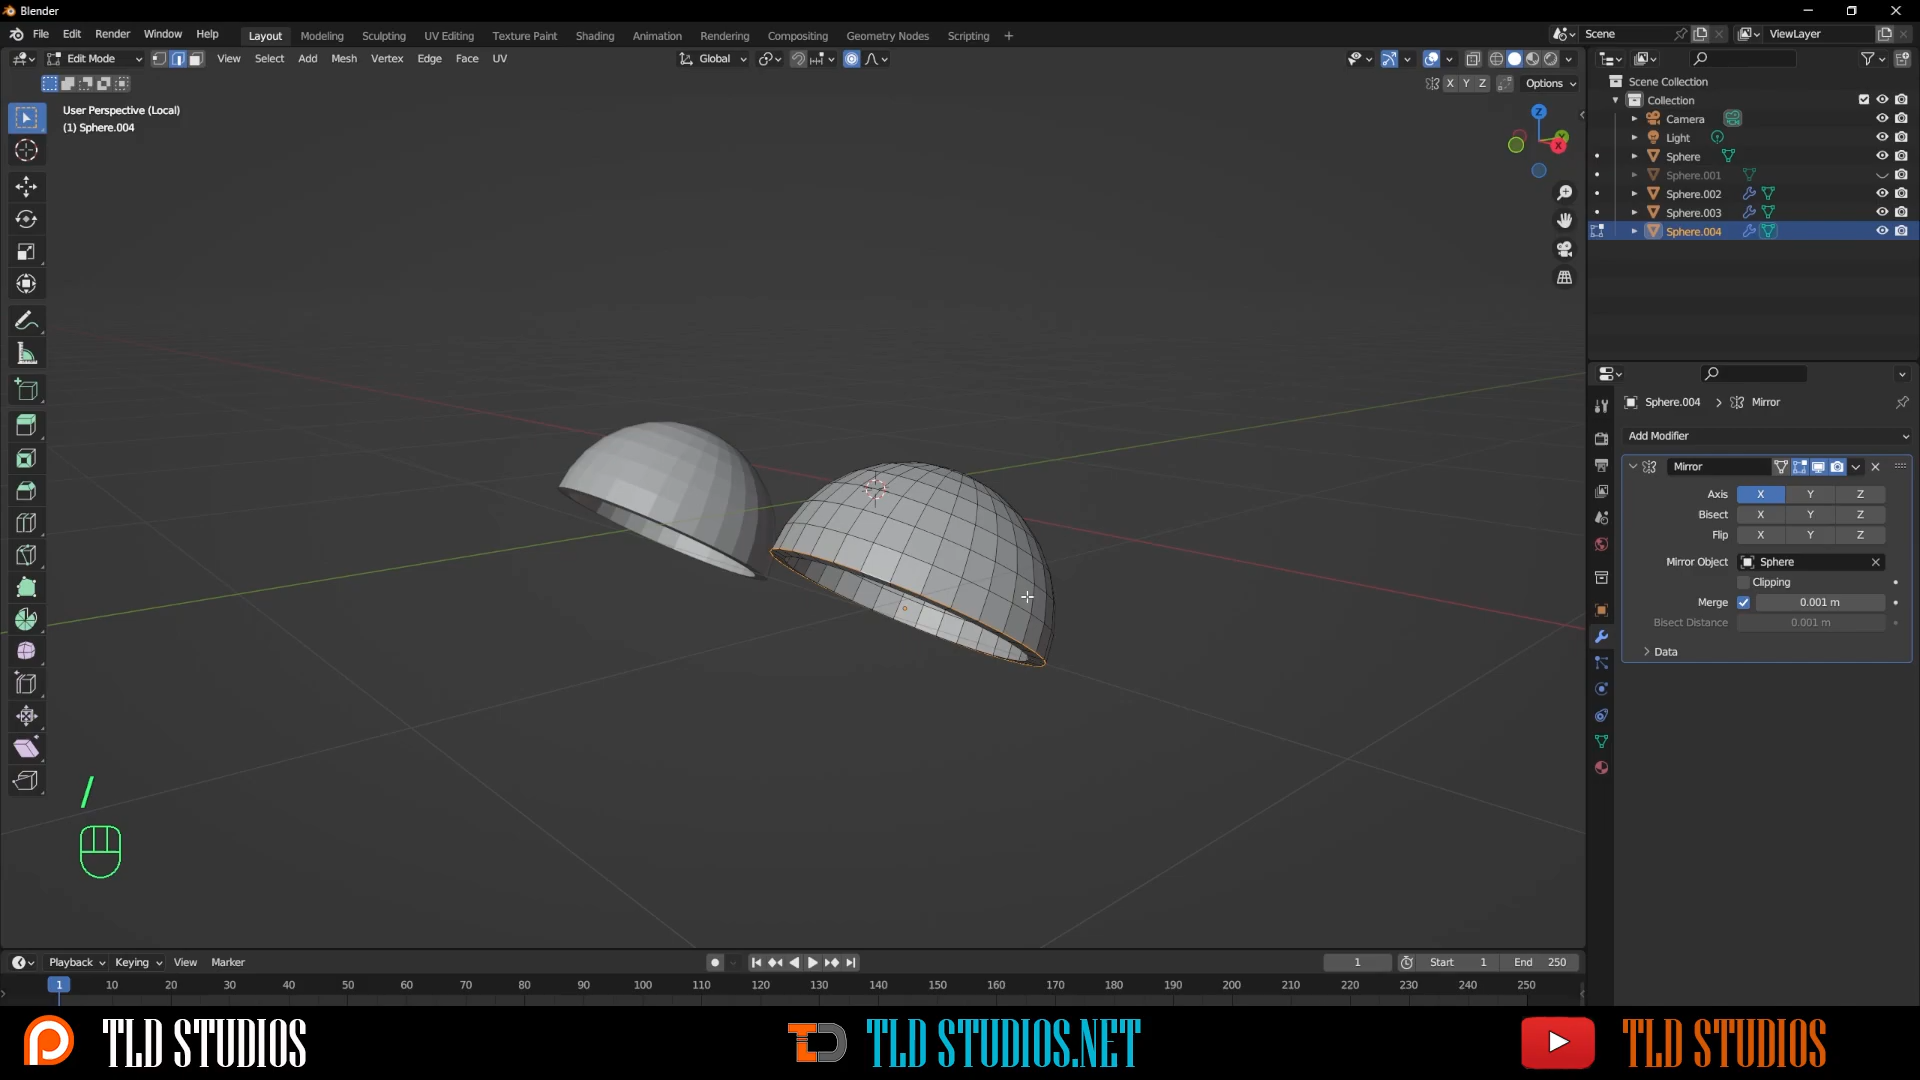 Blender
File Edit Render Window Help Layout Modeling Sculpting UV Editing Texture Paint Shading Animation Rendering Compositing Geometry Nodes Scripting + Scene ViewLayer
Edit Mode View Select Add Mesh Vertex Edge Face UV Global
X Y Z Options
User Perspective (Local)
(1) Sphere.004
Z
Y
X
Scene Collection
Collection
Camera
Light
Sphere
Sphere.001
Sphere.002
Sphere.003
Sphere.004
Sphere.004 > Mirror
Add Modifier
Mirror
Axis X Y Z
Bisect X Y Z
Flip X Y Z
Mirror Object Sphere
Clipping
Merge 0.001 m
Bisect Distance 0.001 m
Data
/
Playback Keying View Marker 1 Start 1 End 250
1 10 20 30 40 50 60 70 80 90 100 110 120 130 140 150 160 170 180 190 200 210 220 230 240 250
TLD STUDIOS TLD STUDIOS.NET TLD STUDIOS